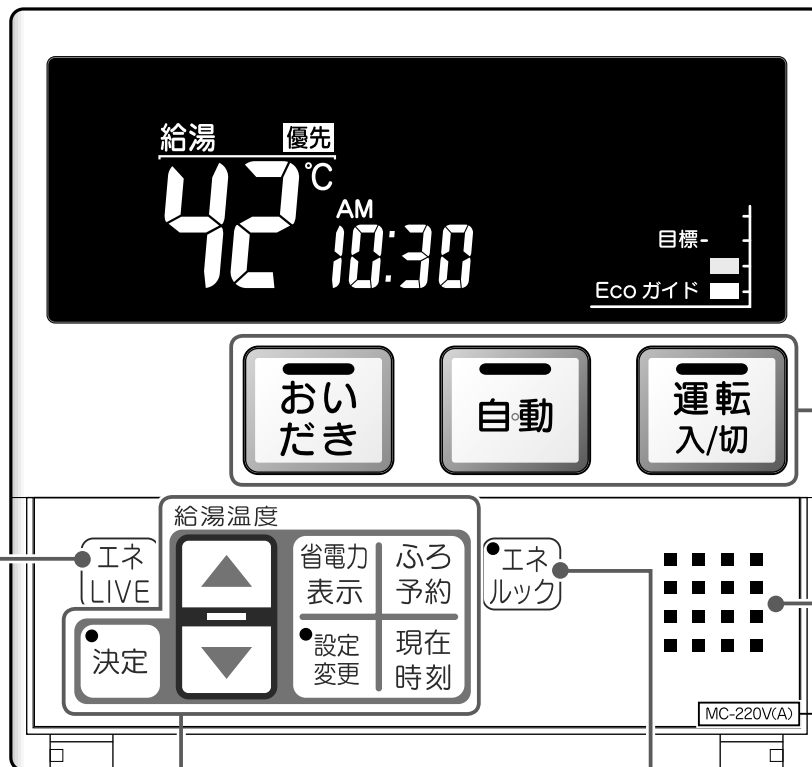 給湯 優先
42℃
AM
10:30
目標-
Eco ガイド
おい
だき
自動
運転
入/切
給湯温度
エネ
LIVE
省電力
表示
ふろ
予約
エネ
ルック
決定
設定
変更
現在
時刻
MC-220V(A)